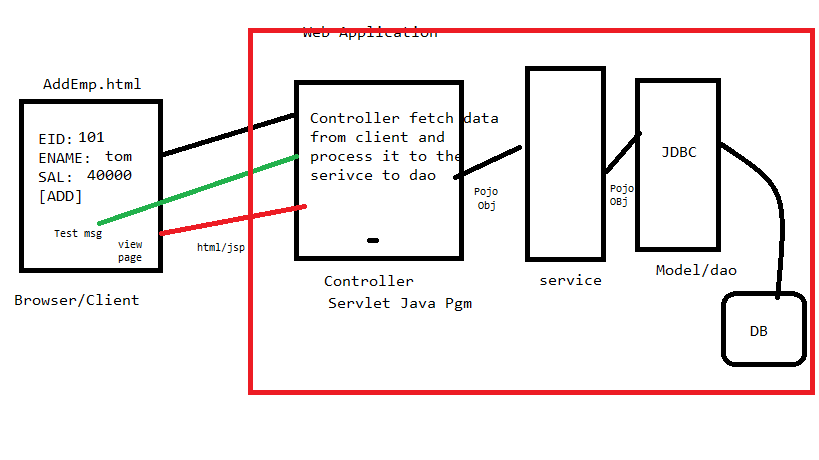 Web Application
AddEmp.html
EID: 101
ENAME: tom
SAL: 40000
[ADD]
Test msg
view
page
Browser/Client
html/jsp
Controller fetch data
from client and
process it to the
serivce to dao
Controller
Servlet Java Pgm
Pojo
Obj
service
Pojo
OBj
JDBC
Model/dao
DB